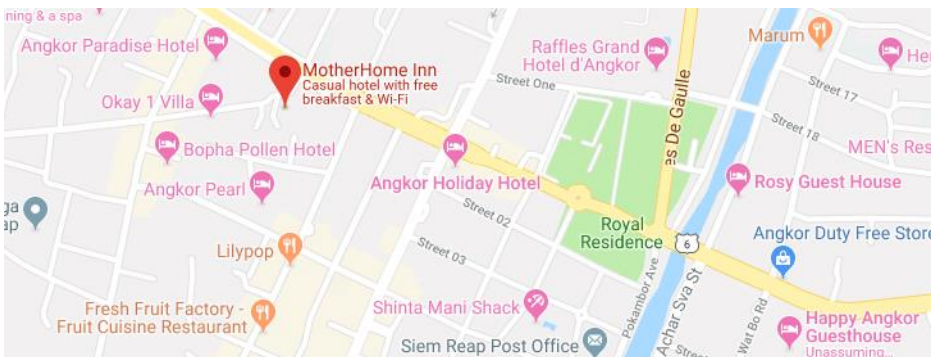 ning & a spa
Angkor Paradise Hotel
MotherHome Inn
Casual hotel with free
breakfast & Wi-Fi
Okay 1 Villa
Bopha Pollen Hotel
Angkor Pearl
Lilypop
Fresh Fruit Factory -
Fruit Cuisine Restaurant
Angkor Holiday Hotel
Street 02
Street 03
Shinta Mani Shack
Siem Reap Post Office
Raffles Grand
Hotel d'Angkor
Street One
es De Gaulle
Royal
Residence
6
Pokambor Ave
Achar Sva St
Wat Bo Rd
Marum
Street 17
Street 18
MEN's Res
Rosy Guest House
Angkor Duty Free Store
Happy Angkor
Guesthouse
Unassuming...